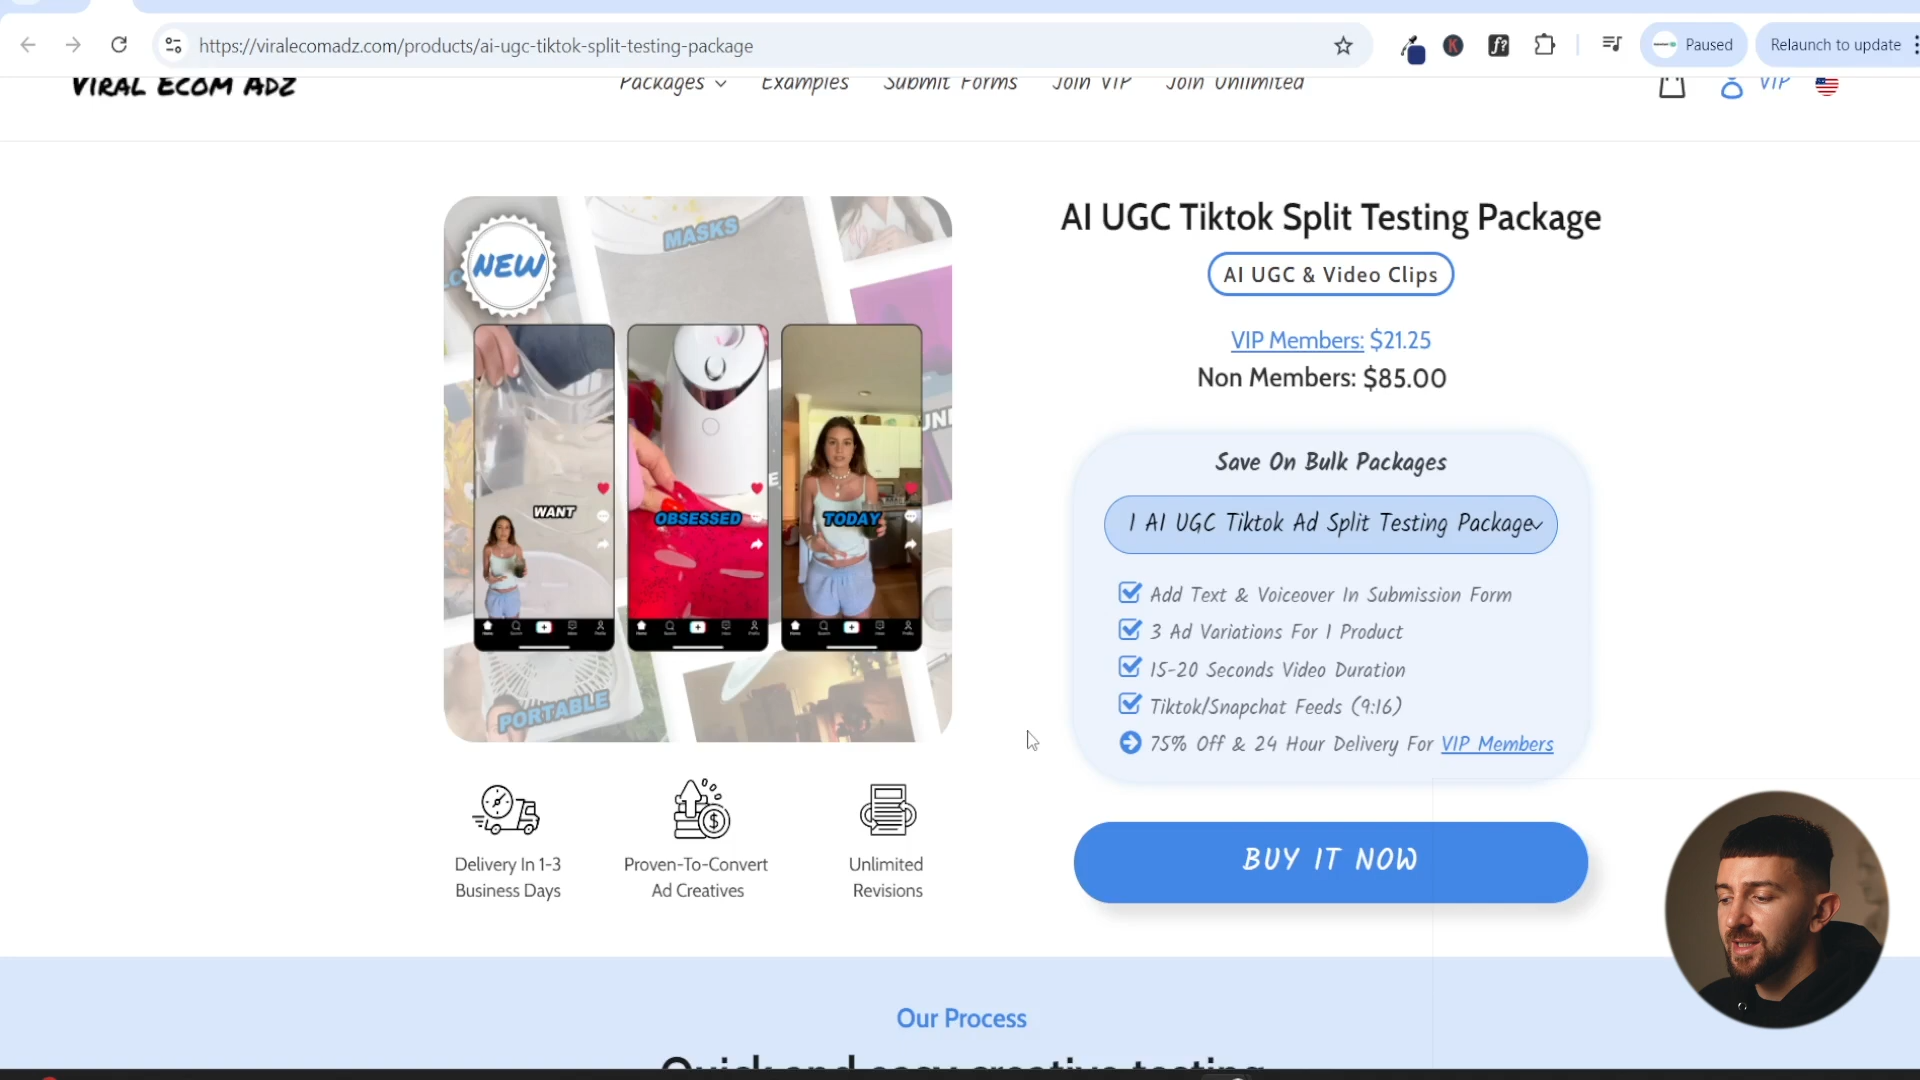 https://viralecomadz.com/products/ai-ugc-tiktok-split-testing-package
Paused
Relaunch to update
VIRAL ECOM ADZ
Packages
Examples
Submit Forms
Join VIP
Join Unlimited
VIP
NEW
MASKS
WANT
OBSESSED
TODAY
PORTABLE
AI UGC Tiktok Split Testing Package
AI UGC & Video Clips
VIP Members: $21.25
Non Members: $85.00
Save On Bulk Packages
1 AI UGC Tiktok Ad Split Testing Package
Add Text & Voiceover In Submission Form
3 Ad Variations For 1 Product
15-20 Seconds Video Duration
Tiktok/Snapchat Feeds (9:16)
75% Off & 24 Hour Delivery For VIP Members
BUY IT NOW
Delivery In 1-3
Business Days
Proven-To-Convert
Ad Creatives
Unlimited
Revisions
Our Process
Quick and easy creative testing